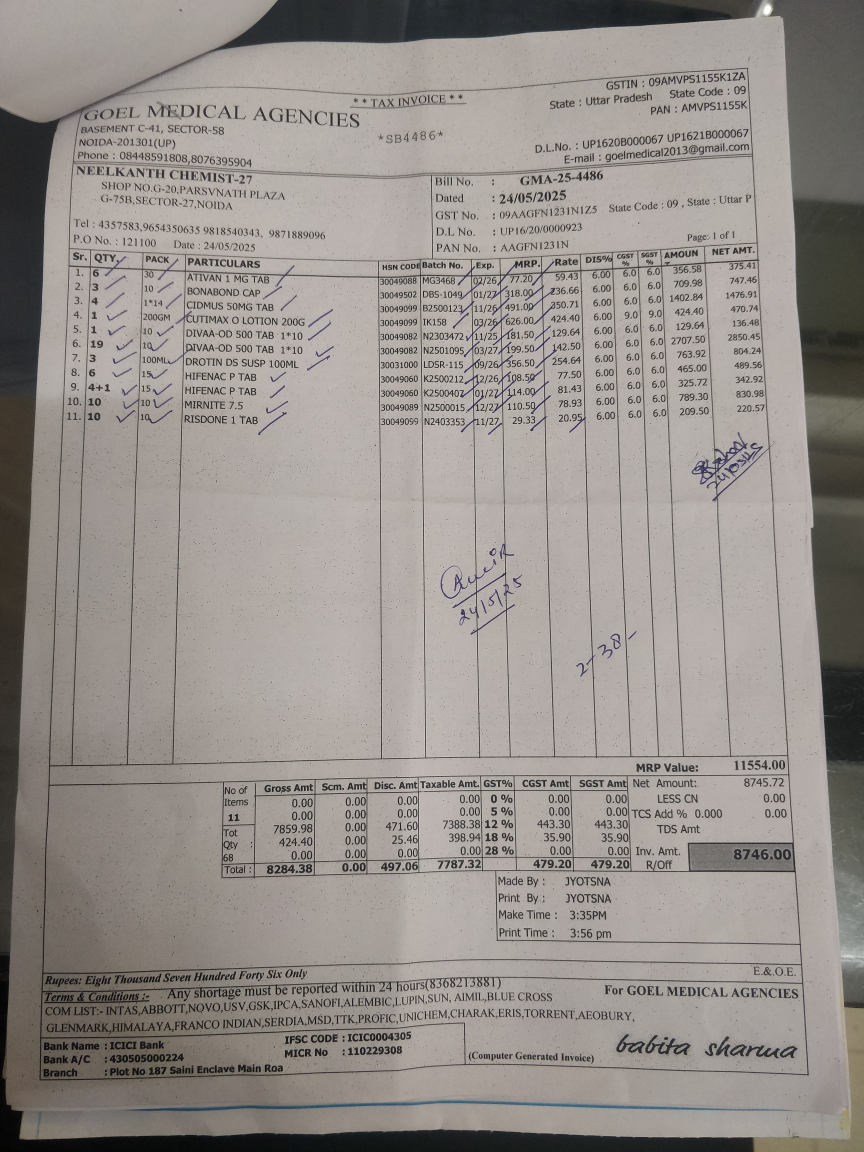 ** TAX INVOICE **
GSTIN : 09AMVPS1155K1ZA
State : Uttar Pradesh State Code : 09
PAN : AMVPS1155K
GOEL MEDICAL AGENCIES
BASEMENT C-41, SECTOR-58
NOIDA-201301(UP)
Phone : 08448591808,8076395904
*SB4486*
D.L.No. : UP1620B000067 UP1621B000067
E-mail : goelmedical2013@gmail.com
NEELKANTH CHEMIST-27
SHOP NO.G-20,PARSVNATH PLAZA
G-75B,SECTOR-27,NOIDA
Tel : 4357583,9654350635 9818540343, 9871889096
P.O No. : 121100 Date : 24/05/2025
Bill No. : GMA-25-4486
Dated : 24/05/2025
GST No. : 09AAGFN1231N1Z5 State Code : 09 , State : Uttar P
D.L No. : UP16/20/0000923
PAN No. : AAGFN1231N
Page: 1 of 1
Sr. QTY. PACK PARTICULARS HSN CODE Batch No. Exp. MRP. Rate DIS% CGST % SGST % AMOUNT NET AMT.
1. 6 30 ATIVAN 1 MG TAB 30049088 MG3468 02/26 77.20 59.43 6.00 6.0 6.0 356.58 375.41
2. 3 10 BONABOND CAP 30049502 DBS-1049 01/27 318.00 236.66 6.00 6.0 6.0 709.98 747.46
3. 4 1*14 CIDMUS 50MG TAB 30049099 B2500123 11/26 491.00 350.71 6.00 6.0 6.0 1402.84 1476.91
4. 1 200GM CUTIMAX O LOTION 200G 30049099 IK158 03/26 626.00 424.40 6.00 9.0 9.0 424.40 470.74
5. 1 10 DIVAA-OD 500 TAB 1*10 30049082 N2303472 11/25 181.50 129.64 6.00 6.0 6.0 129.64 136.48
6. 19 10 DIVAA-OD 500 TAB 1*10 30049082 N2501095 03/27 199.50 142.50 6.00 6.0 6.0 2707.50 2850.45
7. 3 100ML DROTIN DS SUSP 100ML 30031000 LDSR-115 09/26 356.50 254.64 6.00 6.0 6.0 763.92 804.24
8. 6 15 HIFENAC P TAB 30049060 K2500212 12/26 108.50 77.50 6.00 6.0 6.0 465.00 489.56
9. 4+1 15 HIFENAC P TAB 30049060 K2500407 01/27 114.00 81.43 6.00 6.0 6.0 325.72 342.92
10. 10 10 MIRNITE 7.5 30049089 N2500015 12/27 110.50 78.93 6.00 6.0 6.0 789.30 830.98
11. 10 10 RISDONE 1 TAB 30049099 N2403353 11/27 29.33 20.95 6.00 6.0 6.0 209.50 220.57
24/05/25
Amir
24/5/25
2-38-
MRP Value: 11554.00
No of Items Gross Amt Scm. Amt Disc. Amt Taxable Amt. GST% CGST Amt SGST Amt
11 0.00 0.00 0.00 0.00 0 % 0.00 0.00
0.00 0.00 0.00 0.00 5 % 0.00 0.00
Tot 7859.98 0.00 471.60 7388.38 12 % 443.30 443.30
Qty 424.40 0.00 25.46 398.94 18 % 35.90 35.90
68 0.00 0.00 0.00 0.00 28 % 0.00 0.00
Total : 8284.38 0.00 497.06 7787.32 479.20 479.20
Net Amount: 8745.72
LESS CN 0.00
TCS Add % 0.000 0.00
TDS Amt
Inv. Amt. R/Off 8746.00
Made By : JYOTSNA
Print By : JYOTSNA
Make Time : 3:35PM
Print Time : 3:56 pm
Rupees: Eight Thousand Seven Hundred Forty Six Only
E.&.O.E.
Terms & Conditions :- Any shortage must be reported within 24 hours(8368213881)
COM LIST:- INTAS,ABBOTT,NOVO,USV,GSK,IPCA,SANOFI,ALEMBIC,LUPIN,SUN, AIMIL,BLUE CROSS
GLENMARK,HIMALAYA,FRANCO INDIAN,SERDIA,MSD,TTK,PROFIC,UNICHEM,CHARAK,ERIS,TORRENT,AEOBURY,
For GOEL MEDICAL AGENCIES
Bank Name : ICICI Bank IFSC CODE : ICIC0004305
Bank A/C : 430505000224 MICR No : 110229308
Branch : Plot No 187 Saini Enclave Main Roa
(Computer Generated Invoice)
babita sharma